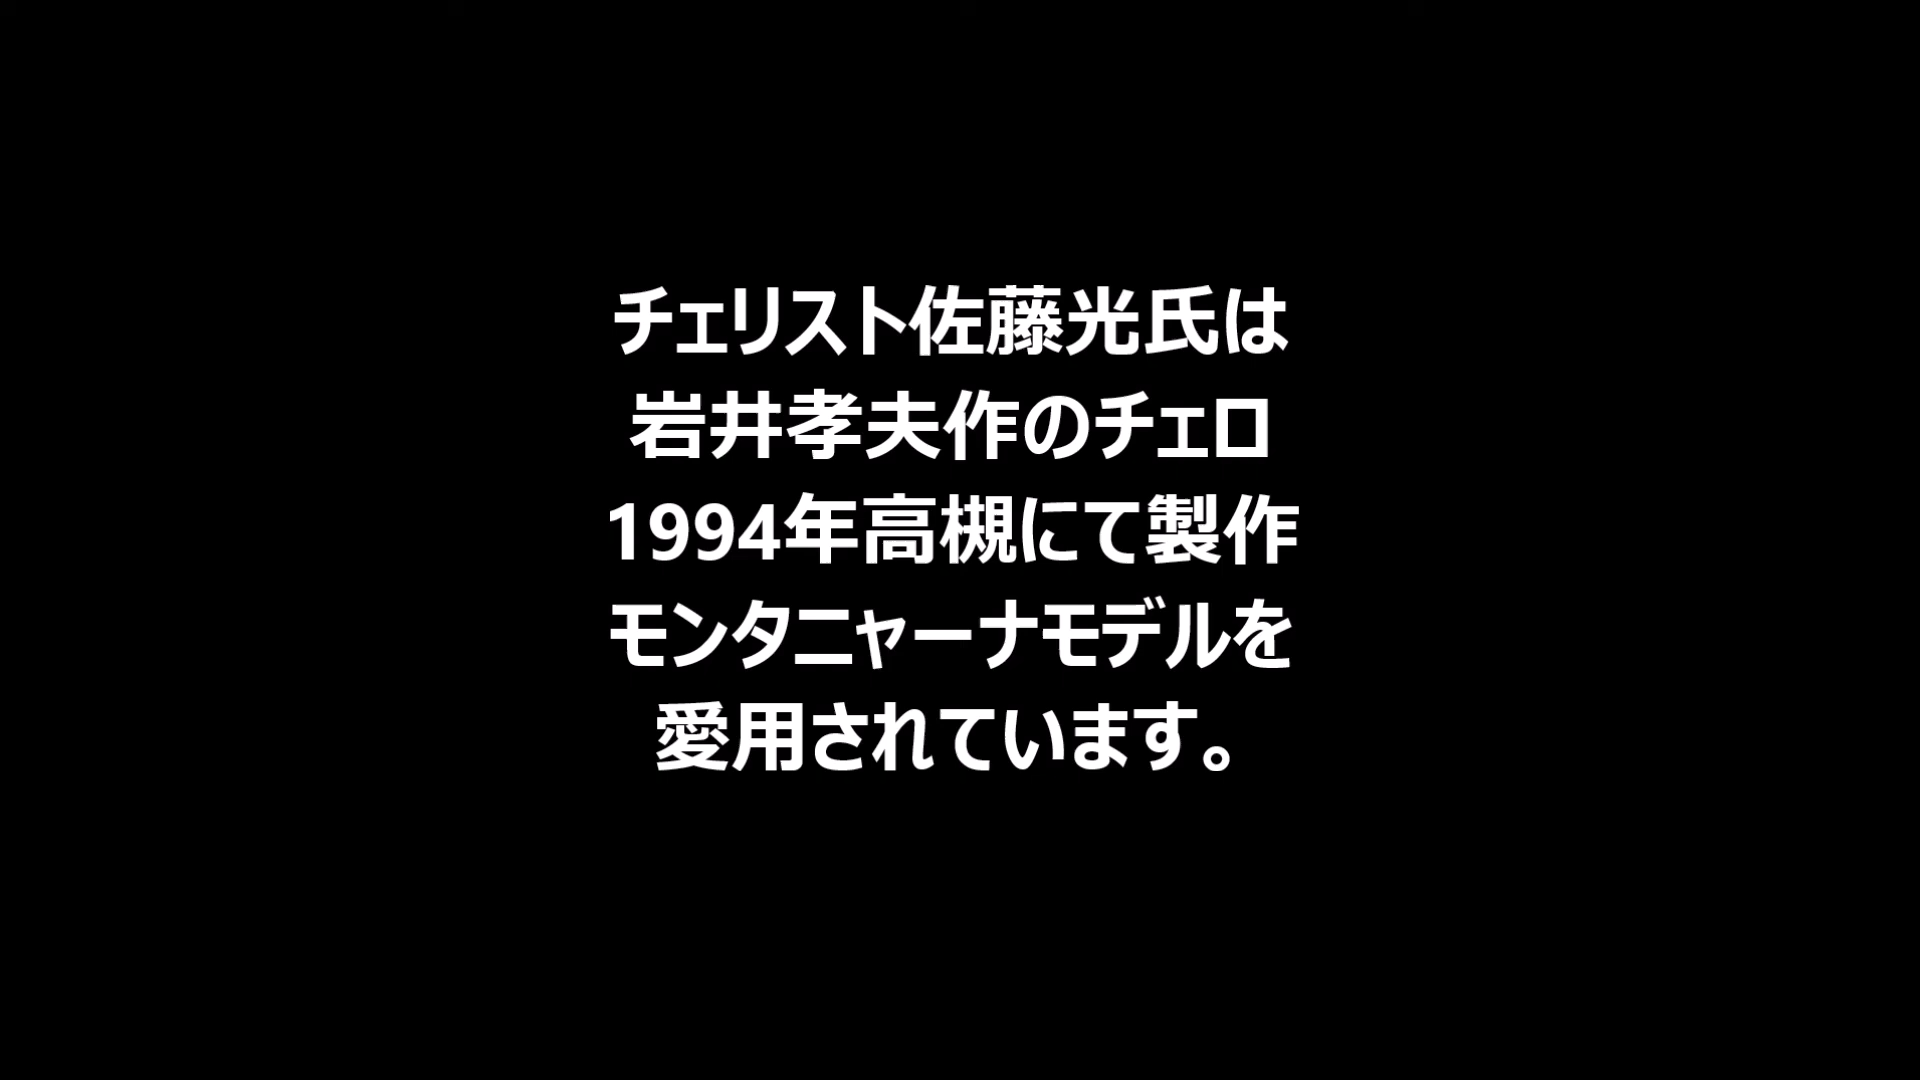 チェリスト佐藤光氏は
岩井孝夫作のチェロ
1994年高槻にて製作
モンタニャーナモデルを
愛用されています。